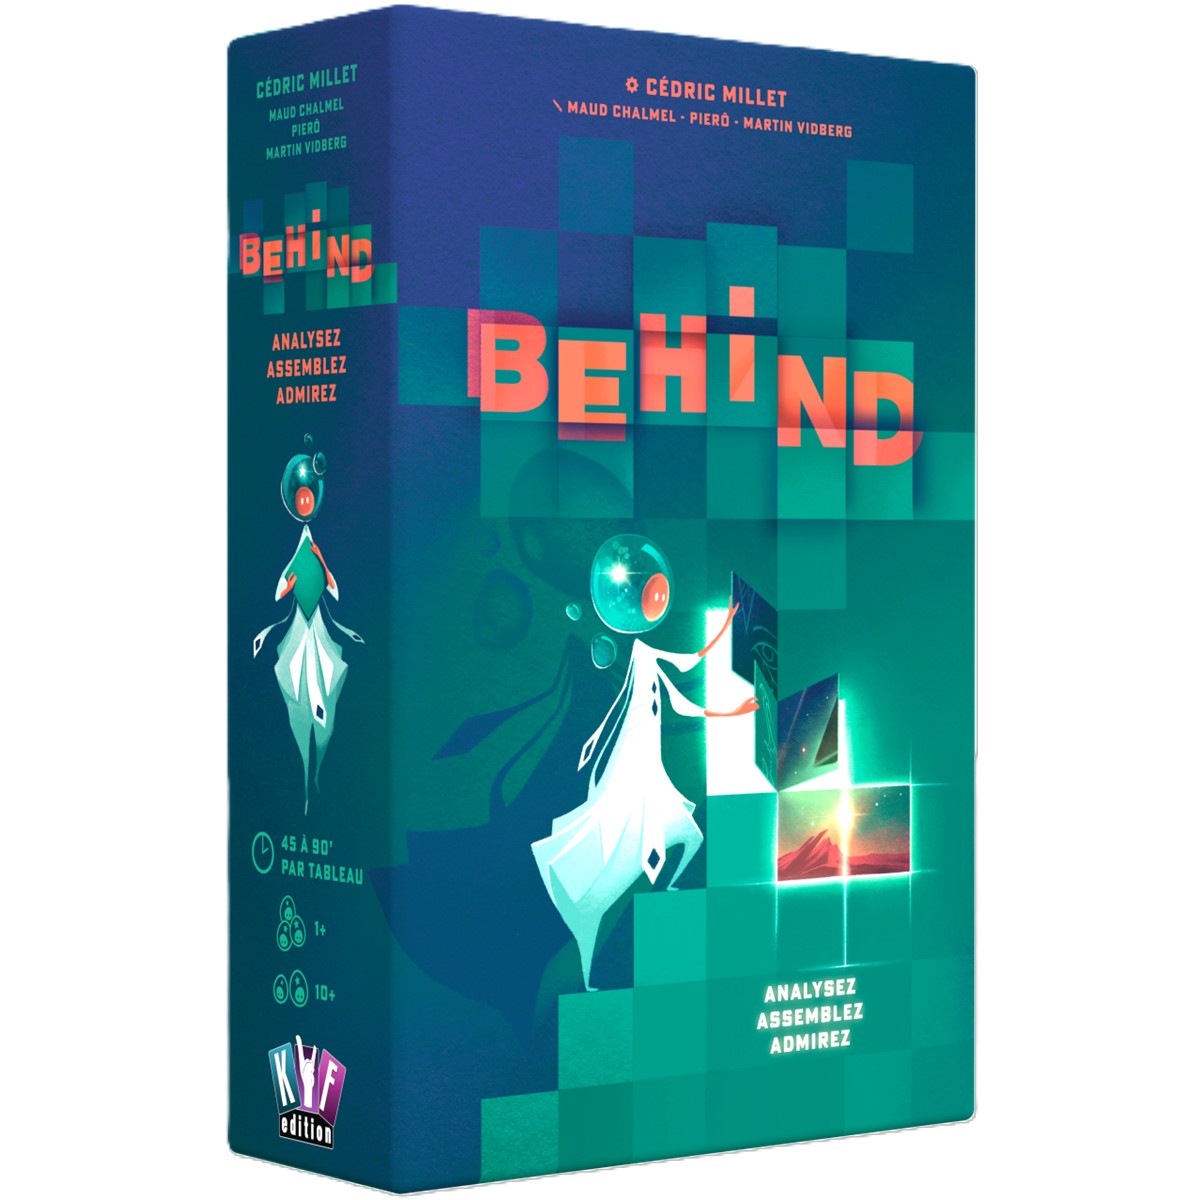 CÉDRIC MILLET
MAUD CHALMEL
PIERÔ
MARTIN VIDBERG
BEHIND
ANALYSEZ
ASSEMBLEZ
ADMIREZ
45 À 90'
PAR TABLEAU
1+
10+
KYF
edition
CÉDRIC MILLET
MAUD CHALMEL • PIERÔ • MARTIN VIDBERG
BEHIND
ANALYSEZ
ASSEMBLEZ
ADMIREZ